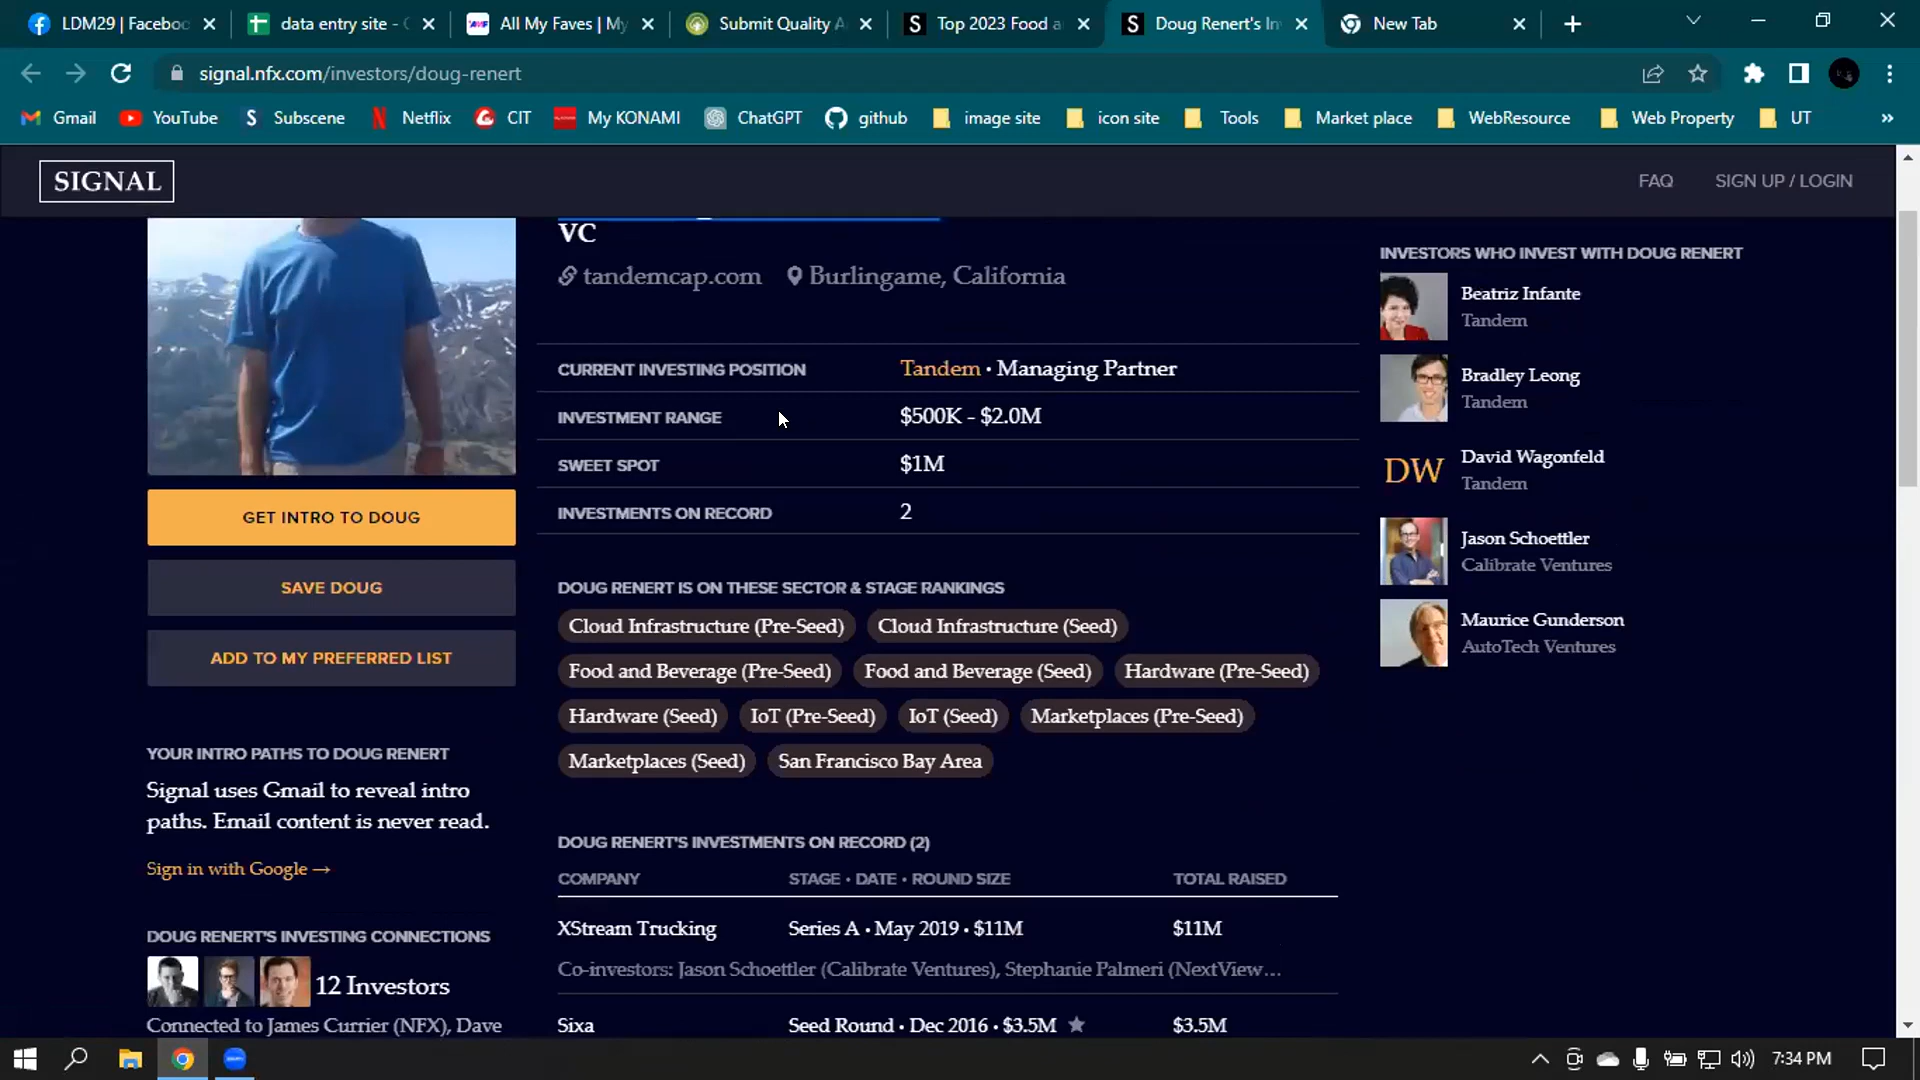 LDM29 | Faceboo
data entry site - G
All My Faves | My
Submit Quality A
Top 2023 Food a
Doug Renert's In
New Tab
signal.nfx.com/investors/doug-renert
Gmail
YouTube
Subscene
Netflix
CIT
My KONAMI
ChatGPT
github
image site
icon site
Tools
Market place
WebResource
Web Property
UT
SIGNAL
FAQ
SIGN UP / LOGIN
VC
tandemcap.com
Burlingame, California
CURRENT INVESTING POSITION
Tandem • Managing Partner
INVESTMENT RANGE
$500K - $2.0M
SWEET SPOT
$1M
INVESTMENTS ON RECORD
2
DOUG RENERT IS ON THESE SECTOR & STAGE RANKINGS
Cloud Infrastructure (Pre-Seed)
Cloud Infrastructure (Seed)
Food and Beverage (Pre-Seed)
Food and Beverage (Seed)
Hardware (Pre-Seed)
Hardware (Seed)
IoT (Pre-Seed)
IoT (Seed)
Marketplaces (Pre-Seed)
Marketplaces (Seed)
San Francisco Bay Area
DOUG RENERT'S INVESTMENTS ON RECORD (2)
COMPANY
STAGE • DATE • ROUND SIZE
TOTAL RAISED
XStream Trucking
Series A • May 2019 • $11M
$11M
Co-investors: Jason Schoettler (Calibrate Ventures), Stephanie Palmeri (NextView...
Sixa
Seed Round • Dec 2016 • $3.5M
$3.5M
GET INTRO TO DOUG
SAVE DOUG
ADD TO MY PREFERRED LIST
YOUR INTRO PATHS TO DOUG RENERT
Signal uses Gmail to reveal intro
paths. Email content is never read.
Sign in with Google →
DOUG RENERT'S INVESTING CONNECTIONS
12 Investors
Connected to James Currier (NFX), Dave
INVESTORS WHO INVEST WITH DOUG RENERT
Beatriz Infante
Tandem
Bradley Leong
Tandem
DW
David Wagonfeld
Tandem
Jason Schoettler
Calibrate Ventures
Maurice Gunderson
AutoTech Ventures
7:34 PM